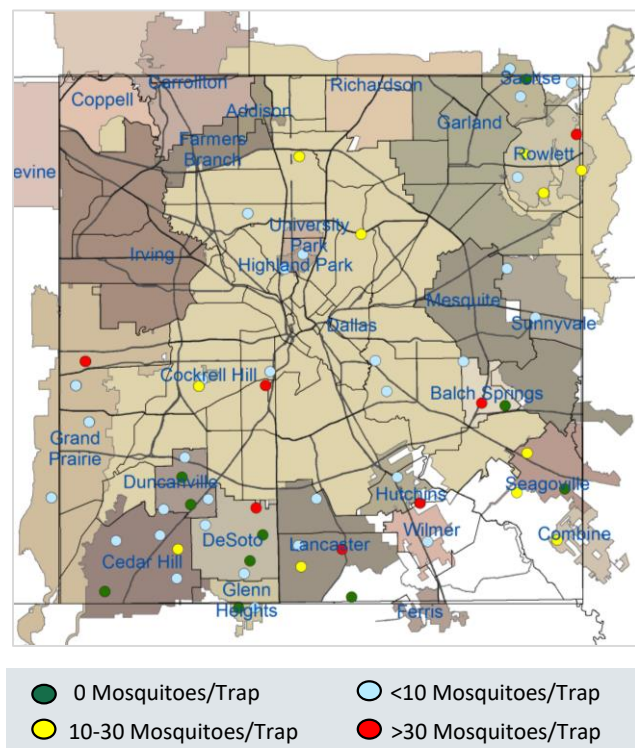 Coppell
Carrollton
Addison
Richardson
Sachse
Garland
Farmers
Branch
Rowlett
evine
University
Park
Highland Park
Irving
Mesquite
Sunnyvale
Dallas
Cockrell Hill
Balch Springs
Grand
Prairie
Duncanville
Hutchins
Seagoville
DeSoto
Lancaster
Wilmer
Combine
Cedar Hill
Glenn
Heights
Ferris
0 Mosquitoes/Trap
<10 Mosquitoes/Trap
10-30 Mosquitoes/Trap
>30 Mosquitoes/Trap